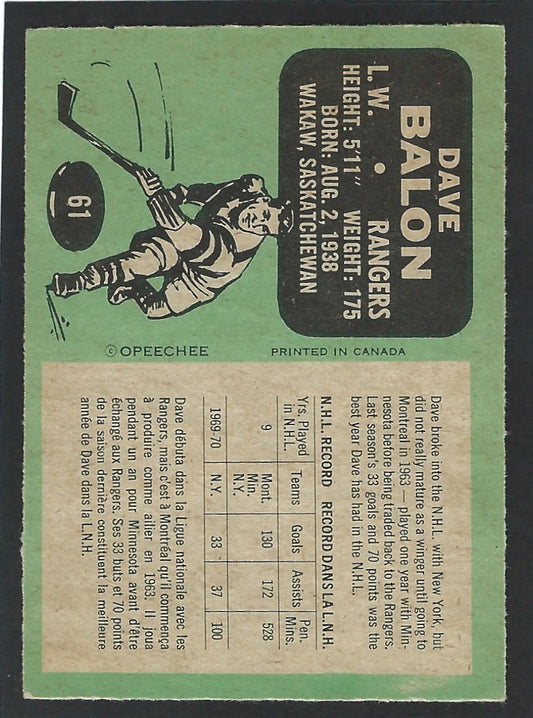 DAVE
BALON
L.W. • RANGERS
HEIGHT: 5'11" WEIGHT: 175
BORN: AUG. 2, 1938
WAKAW, SASKATCHEWAN
61
© OPEECHEE PRINTED IN CANADA
Dave broke into the N.H.L. with New York, but
did not really mature as a winger until going to
Montreal in 1963 — played one year with Min-
nesota before being traded back to the Rangers.
Last season's 33 goals and 70 points was the
best year Dave has had in the N.H.L.
N.H.L. RECORD RECORD DANS LA L.N.H.
Yrs. Played in N.H.L. Teams Goals Assists Pen. Mins.
9 Mont. Min. N.Y. 130 172 528
1969-70 N.Y. 33 37 100
Dave débuta dans la Ligue nationale avec les
Rangers, mais c'est à Montréal qu'il commença
à produire comme ailier en 1963. Il joua
pendant un an pour Minnesota avant d'être
échangé aux Rangers. Ses 33 buts et 70 points
de la saison dernière constituent la meilleure
année de Dave dans la L.N.H.